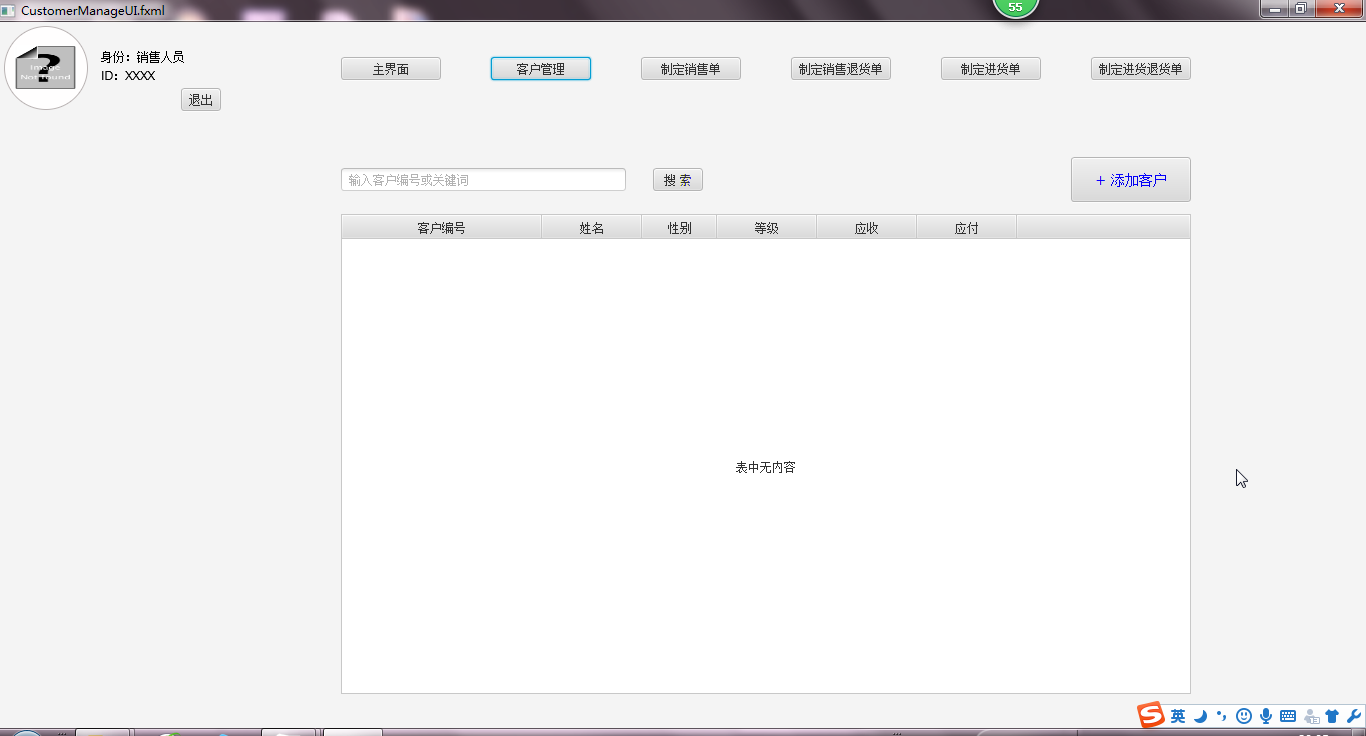 CustomerManageUI.fxml
55
Image
Not Found
身份：销售人员
ID：XXXX
退出
主界面 客户管理 制定销售单 制定销售退货单 制定进货单 制定进货退货单
输入客户编号或关键词 搜 索 + 添加客户
客户编号 姓名 性别 等级 应收 应付
表中无内容
英